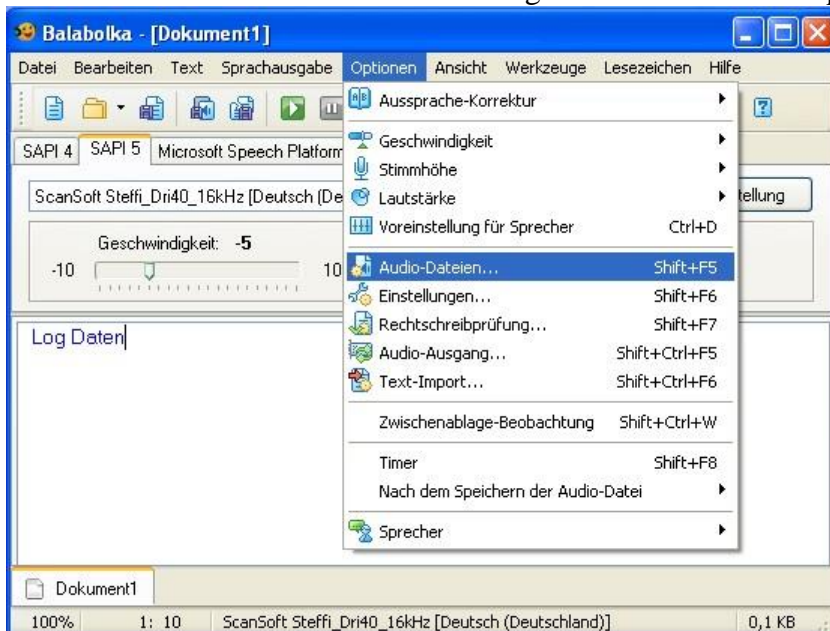 Balabolka - [Dokument1]
Datei Bearbeiten Text Sprachausgabe Optionen Ansicht Werkzeuge Lesezeichen Hilfe
SAPI 4 SAPI 5 Microsoft Speech Platform
ScanSoft Steffi_Dri40_16kHz [Deutsch (De tellung
Geschwindigkeit: -5
-10 10
Log Daten
Aussprache-Korrektur
Geschwindigkeit
Stimmhöhe
Lautstärke
Voreinstellung für Sprecher Ctrl+D
Audio-Dateien... Shift+F5
Einstellungen... Shift+F6
Rechtschreibprüfung... Shift+F7
Audio-Ausgang... Shift+Ctrl+F5
Text-Import... Shift+Ctrl+F6
Zwischenablage-Beobachtung Shift+Ctrl+W
Timer Shift+F8
Nach dem Speichern der Audio-Datei
Sprecher
Dokument1
100% 1: 10 ScanSoft Steffi_Dri40_16kHz [Deutsch (Deutschland)] 0,1 KB